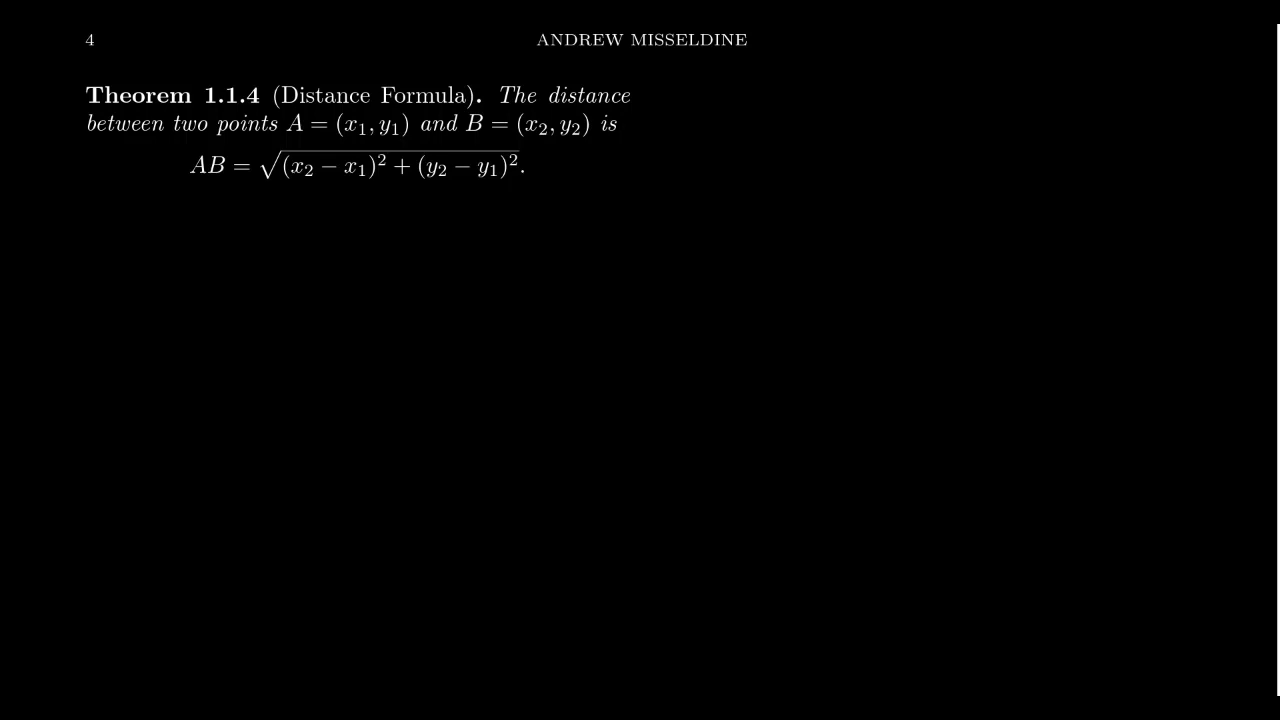 4
ANDREW MISSELDINE
Theorem 1.1.4 (Distance Formula). The distance
between two points A = (x₁, y₁) and B = (x₂, y₂) is
AB = √(x₂ − x₁)² + (y₂ − y₁)².